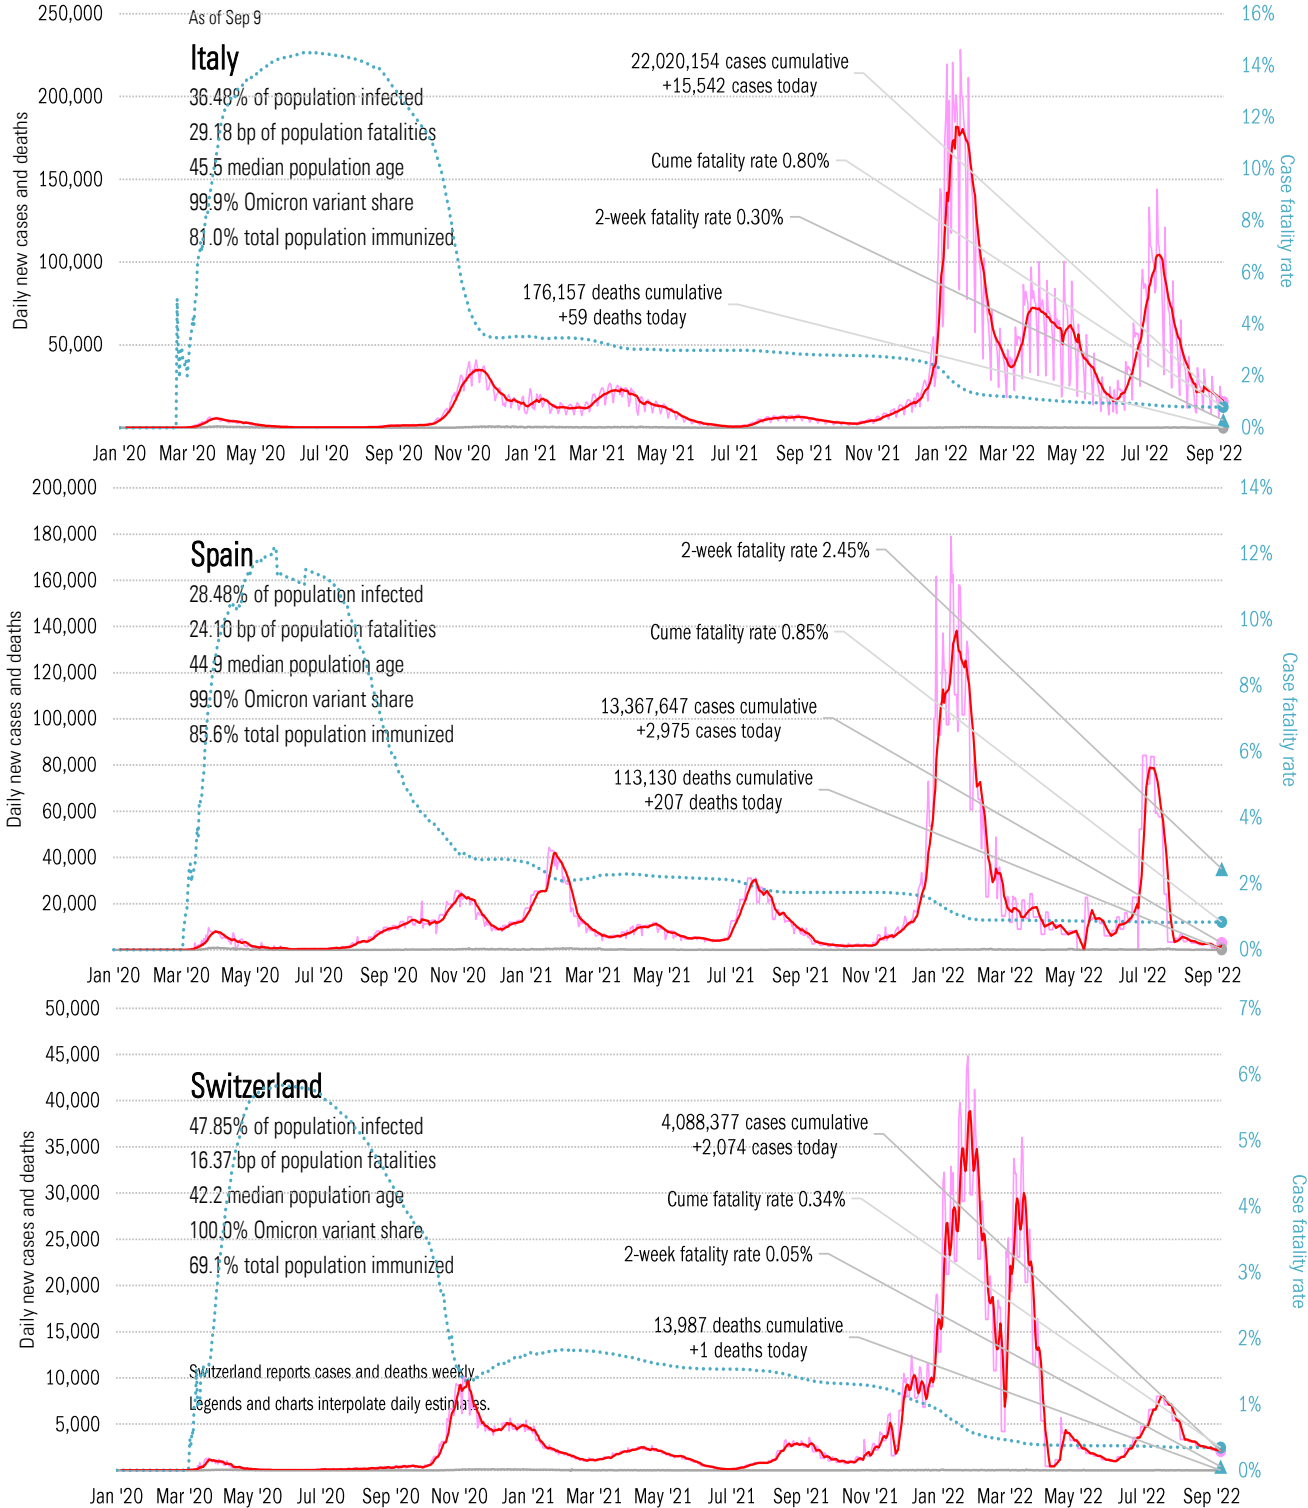 As of Sep 9
Italy
36.48% of population infected
29.18 bp of population fatalities
45.5 median population age
99.9% Omicron variant share
81.0% total population immunized
22,020,154 cases cumulative
+15,542 cases today
Cume fatality rate 0.80%
2-week fatality rate 0.30%
176,157 deaths cumulative
+59 deaths today
Daily new cases and deaths
250,000
200,000
150,000
100,000
50,000
Case fatality rate
16%
14%
12%
10%
8%
6%
4%
2%
0%
Jan '20 Mar '20 May '20 Jul '20 Sep '20 Nov '20 Jan '21 Mar '21 May '21 Jul '21 Sep '21 Nov '21 Jan '22 Mar '22 May '22 Jul '22 Sep '22
Spain
28.48% of population infected
24.10 bp of population fatalities
44.9 median population age
99.0% Omicron variant share
85.6% total population immunized
2-week fatality rate 2.45%
Cume fatality rate 0.85%
13,367,647 cases cumulative
+2,975 cases today
113,130 deaths cumulative
+207 deaths today
Daily new cases and deaths
200,000
180,000
160,000
140,000
120,000
100,000
80,000
60,000
40,000
20,000
Case fatality rate
14%
12%
10%
8%
6%
4%
2%
0%
Jan '20 Mar '20 May '20 Jul '20 Sep '20 Nov '20 Jan '21 Mar '21 May '21 Jul '21 Sep '21 Nov '21 Jan '22 Mar '22 May '22 Jul '22 Sep '22
Switzerland
47.85% of population infected
16.37 bp of population fatalities
42.2 median population age
100.0% Omicron variant share
69.1% total population immunized
Switzerland reports cases and deaths weekly.
Legends and charts interpolate daily estimates.
4,088,377 cases cumulative
+2,074 cases today
Cume fatality rate 0.34%
2-week fatality rate 0.05%
13,987 deaths cumulative
+1 deaths today
Daily new cases and deaths
50,000
45,000
40,000
35,000
30,000
25,000
20,000
15,000
10,000
5,000
Case fatality rate
7%
6%
5%
4%
3%
2%
1%
0%
Jan '20 Mar '20 May '20 Jul '20 Sep '20 Nov '20 Jan '21 Mar '21 May '21 Jul '21 Sep '21 Nov '21 Jan '22 Mar '22 May '22 Jul '22 Sep '22